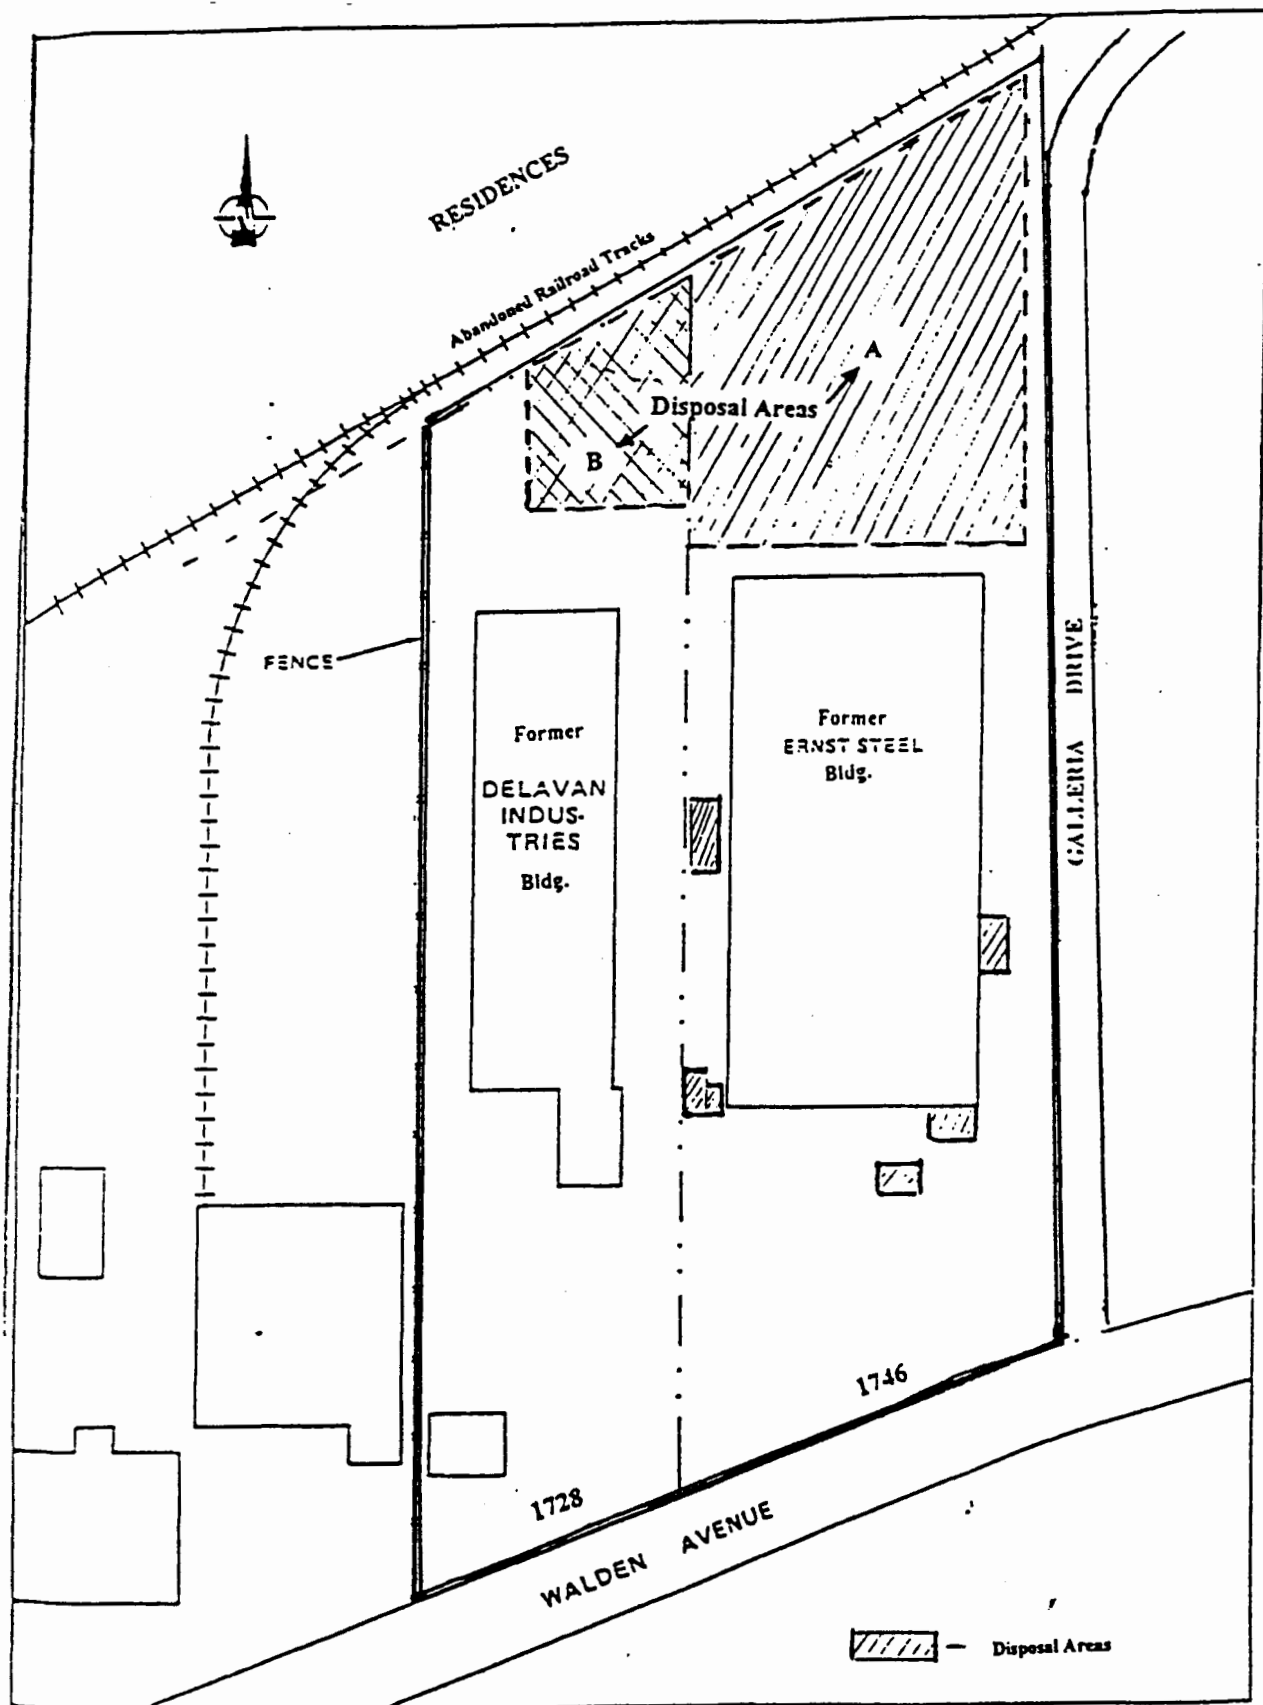 RESIDENCES
Abandoned Railroad Tracks
A
Disposal Areas
B
FENCE
Former
DELAVAN
INDUS-
TRIES
Bldg.
Former
ERNST STEEL
Bldg.
GALLERIA DRIVE
1746
1728
WALDEN AVENUE
Disposal Areas